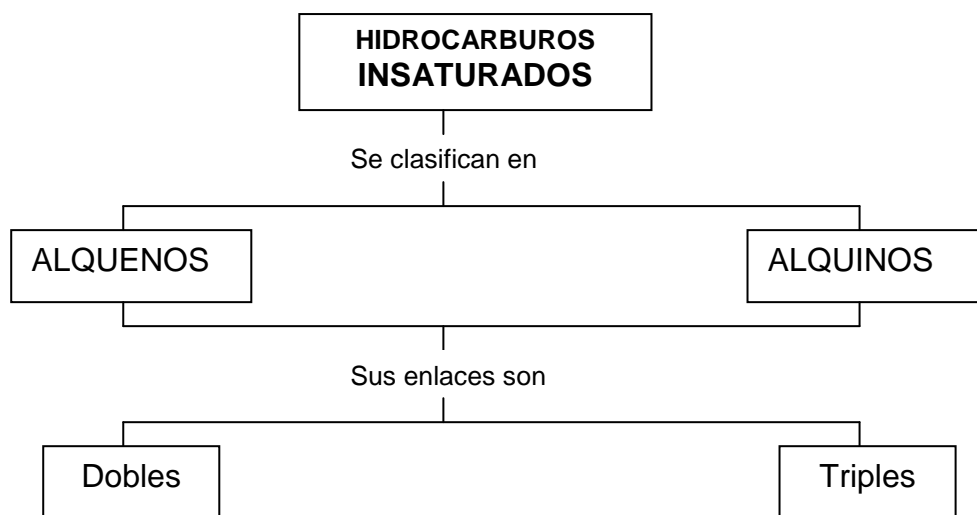 HIDROCARBUROS
INSATURADOS
Se clasifican en
ALQUENOS
ALQUINOS
Sus enlaces son
Dobles
Triples